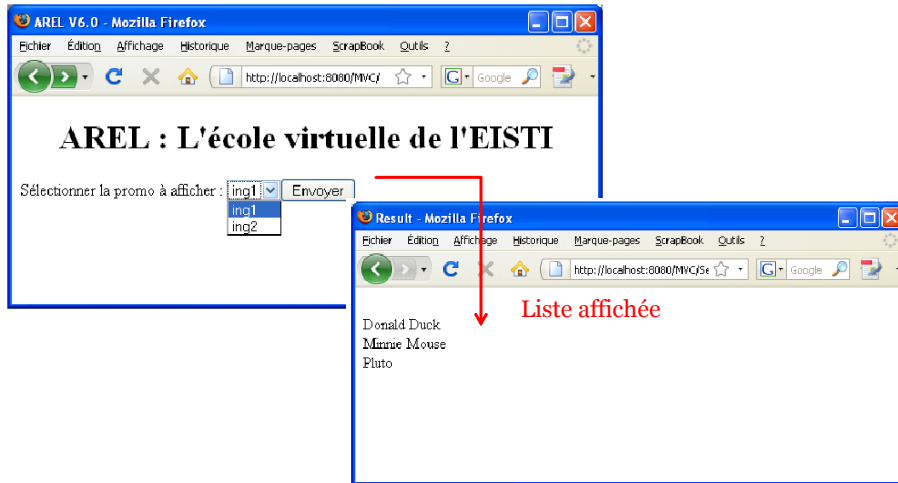 AREL V6.0 - Mozilla Firefox
Fichier Édition Affichage Historique Marque-pages ScrapBook Outils ?
http://localhost:8080/MVC/ G Google
AREL : L'école virtuelle de l'EISTI
Sélectionner la promo à afficher : ing1 Envoyer
ing1
ing2
Result - Mozilla Firefox
Fichier Édition Affichage Historique Marque-pages ScrapBook Outils ?
http://localhost:8080/MVC/Se G Google
Liste affichée
Donald Duck
Minnie Mouse
Pluto